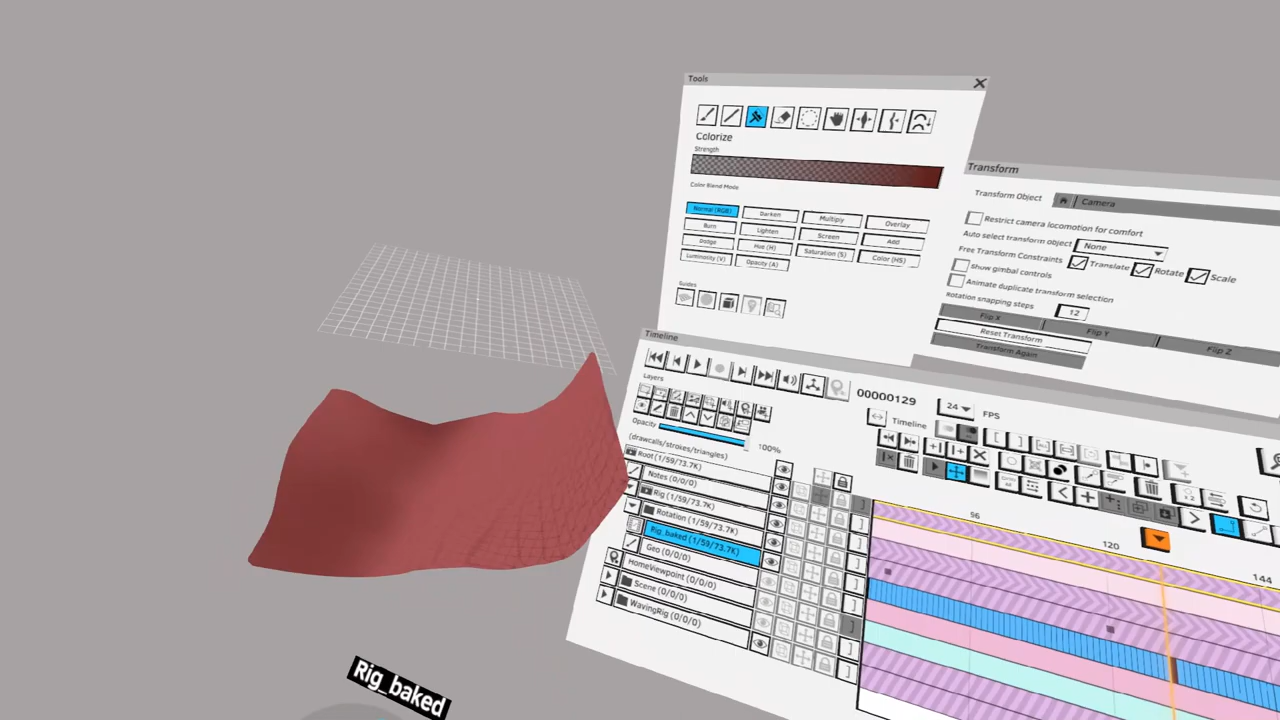 Tools
Colorize
Strength
Color Blend Mode
Normal (RGB)
Darken
Multiply
Overlay
Burn
Lighten
Screen
Add
Dodge
Hue (H)
Saturation (S)
Color (HS)
Luminosity (V)
Opacity (A)
Guides
Transform
Transform Object
Camera
Restrict camera locomotion for comfort
Auto select transform object
None
Free Transform Constraints
Translate
Rotate
Scale
Show gimbal controls
Animate duplicate transform selection
Rotation snapping steps
12
Flip X
Flip Y
Flip Z
Reset Transform
Transform Again
Timeline
00000129
24
FPS
Layers
Timeline
Opacity
100%
(drawcalls/strokes/triangles)
Root (1/59/73.7K)
Notes (0/0/0)
Rig (1/59/73.7K)
Rotation (1/59/73.7K)
Rig_baked (1/59/73.7K)
Geo (0/0/0)
HomeViewpoint (0/0/0)
Scene (0/0/0)
WavingRig (0/0/0)
96
120
144
Rig_baked